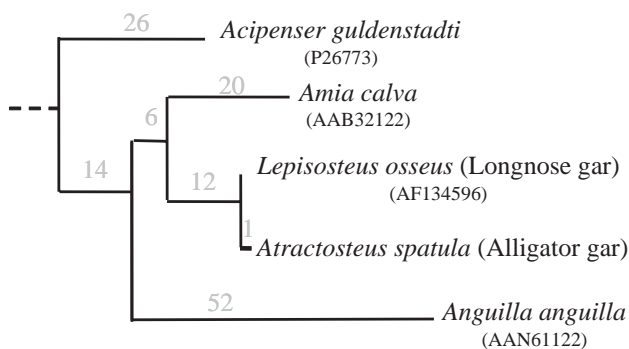 26
Acipenser guldenstadti
(P26773)
20
Amia calva
(AAB32122)
6
14
12
Lepisosteus osseus (Longnose gar)
(AF134596)
1
Atractosteus spatula (Alligator gar)
52
Anguilla anguilla
(AAN61122)